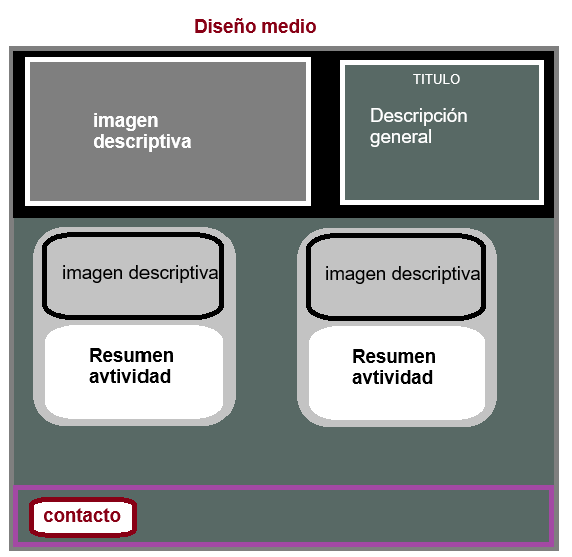 Diseño medio
imagen
descriptiva
TITULO
Descripción
general
imagen descriptiva
Resumen
avtividad
imagen descriptiva
Resumen
avtividad
contacto